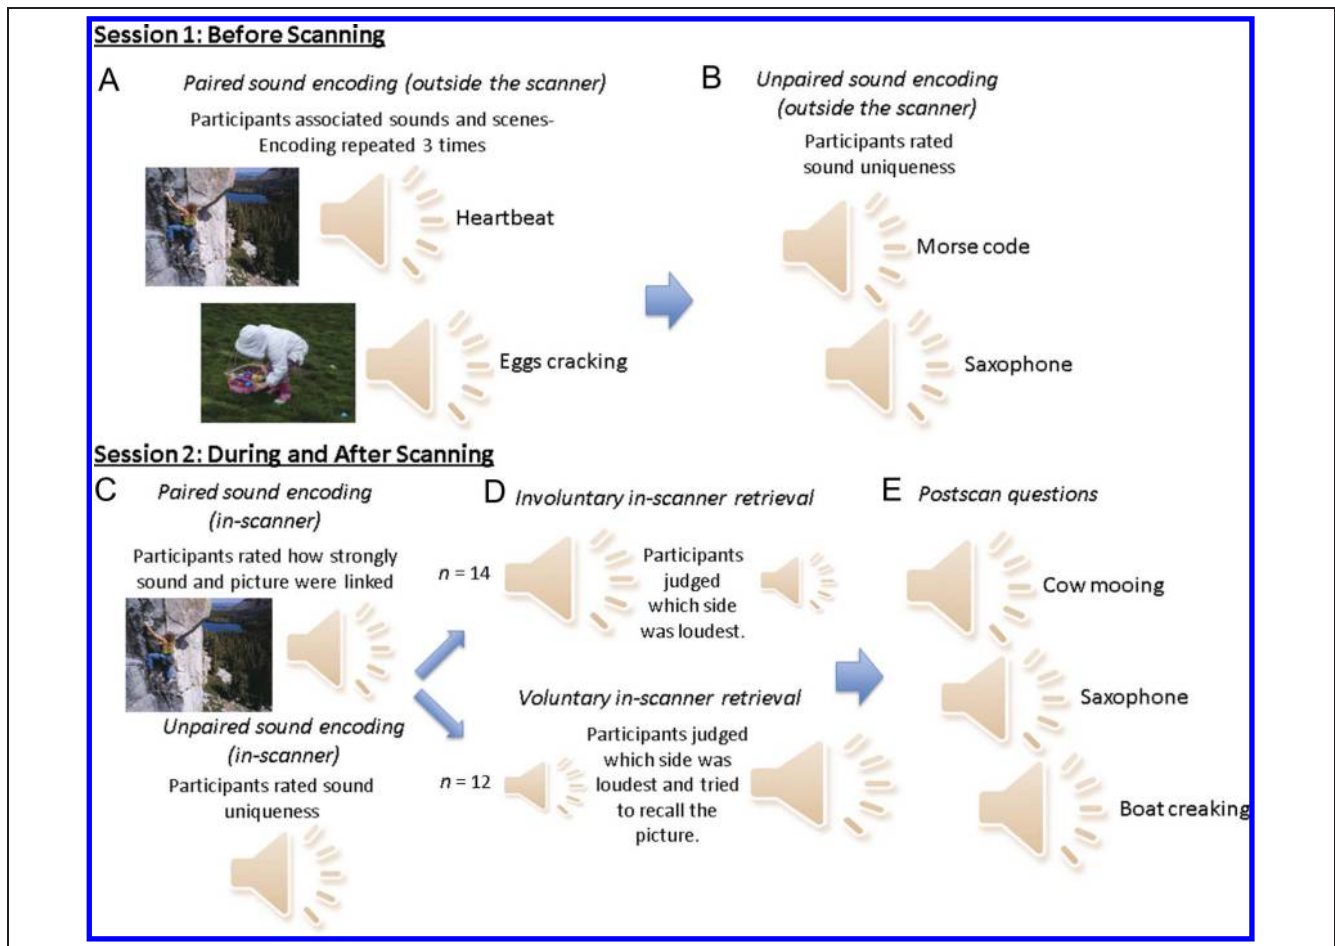 Session 1: Before Scanning
A
Paired sound encoding (outside the scanner)
Participants associated sounds and scenes-
Encoding repeated 3 times
Heartbeat
Eggs cracking
B
Unpaired sound encoding
(outside the scanner)
Participants rated
sound uniqueness
Morse code
Saxophone
Session 2: During and After Scanning
C
Paired sound encoding
(in-scanner)
Participants rated how strongly
sound and picture were linked
Unpaired sound encoding
(in-scanner)
Participants rated sound
uniqueness
D
Involuntary in-scanner retrieval
n = 14
Participants
judged
which side
was loudest.
Voluntary in-scanner retrieval
n = 12
Participants judged
which side was
loudest and tried
to recall the
picture.
E
Postscan questions
Cow mooing
Saxophone
Boat creaking